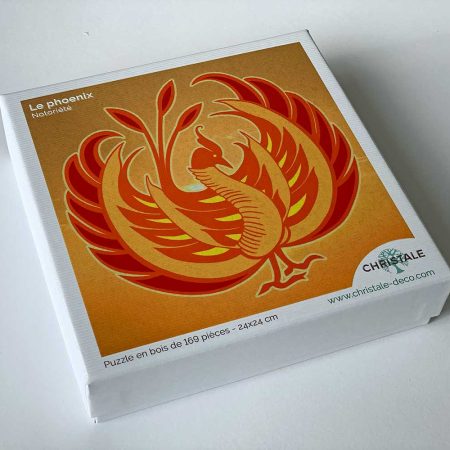 Le phoenix
Notoriété
CHRISTALE
www.christale-deco.com
Puzzle en bois de 169 pièces - 24x24 cm